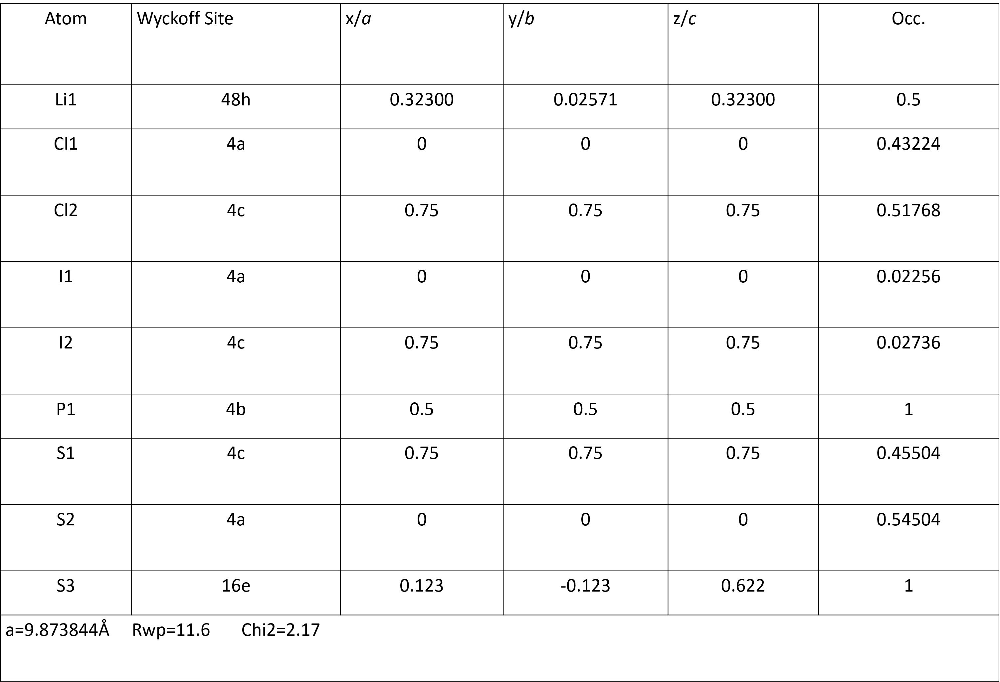 Atom Wyckoff Site x/a y/b z/c Occ.
Li1 48h 0.32300 0.02571 0.32300 0.5
Cl1 4a 0 0 0 0.43224
Cl2 4c 0.75 0.75 0.75 0.51768
I1 4a 0 0 0 0.02256
I2 4c 0.75 0.75 0.75 0.02736
P1 4b 0.5 0.5 0.5 1
S1 4c 0.75 0.75 0.75 0.45504
S2 4a 0 0 0 0.54504
S3 16e 0.123 -0.123 0.622 1
a=9.873844Å Rwp=11.6 Chi2=2.17